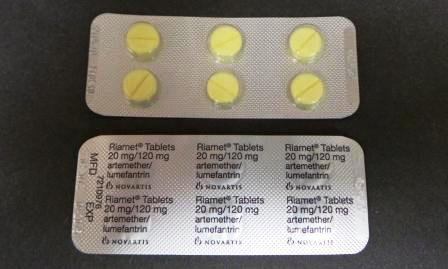 Riamet® Tablets Riamet® Tablets Riamet® Tablets
20 mg/120 mg 20 mg/120 mg 20 mg/120 mg
artemether/ artemether/ artemether/
lumefantrin lumefantrin lumefantrin
NOVARTIS NOVARTIS NOVARTIS
Riamet® Tablets Riamet® Tablets Riamet® Tablets
20 mg/120 mg 20 mg/120 mg 20 mg/120 mg
artemether/ artemether/ artemether/
lumefantrin lumefantrin lumefantrin
NOVARTIS NOVARTIS NOVARTIS
MFD EXP
7210976